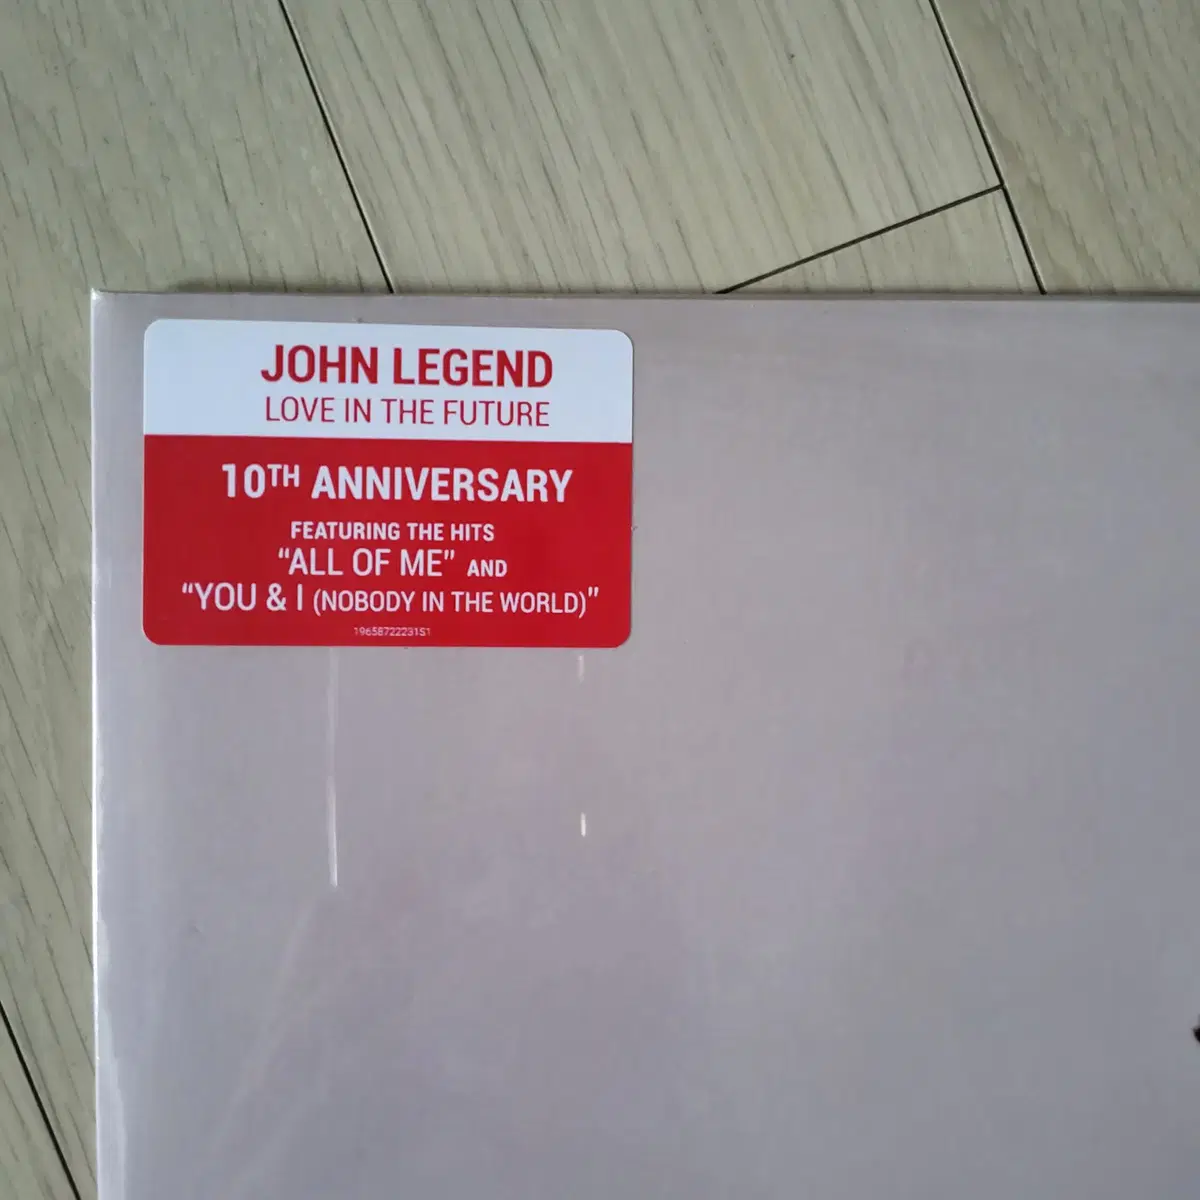 JOHN LEGEND
LOVE IN THE FUTURE
10TH ANNIVERSARY
FEATURING THE HITS
“ALL OF ME” AND
“YOU & I (NOBODY IN THE WORLD)”
19658722231S1